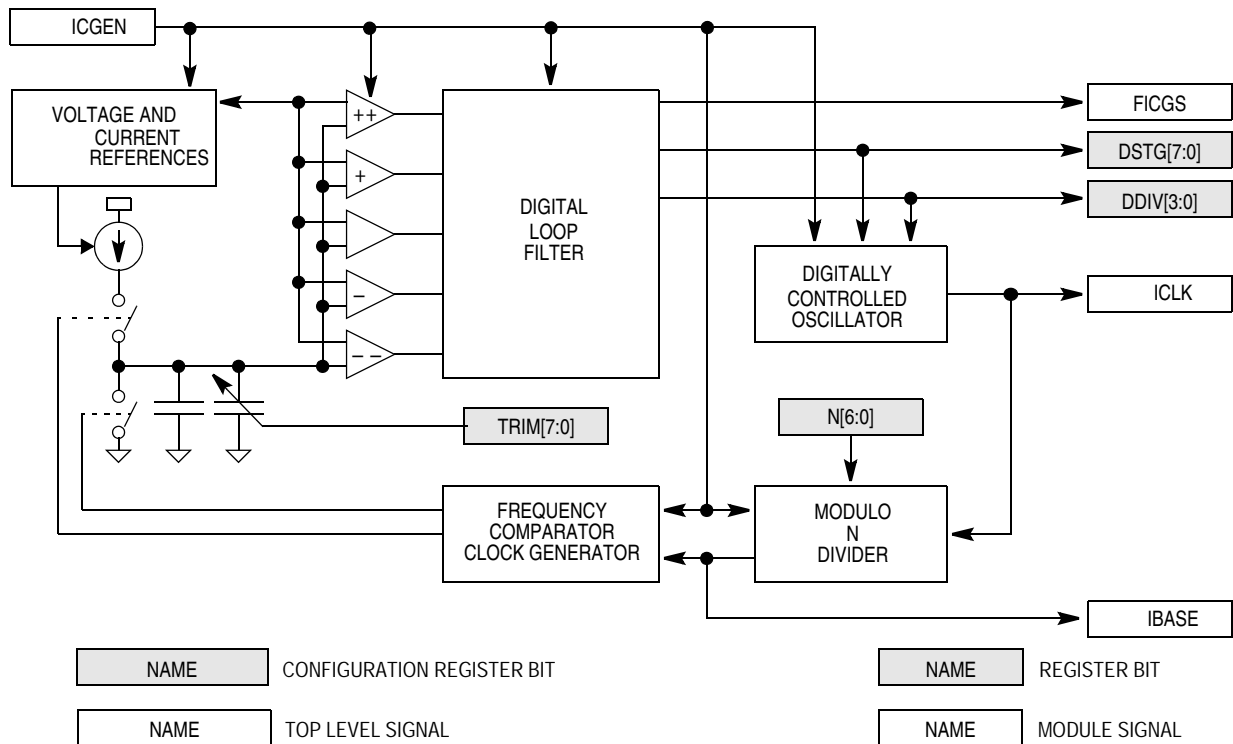 ICGEN
VOLTAGE AND
CURRENT
REFERENCES
++
+
−
− −
DIGITAL
LOOP
FILTER
FICGS
DSTG[7:0]
DDIV[3:0]
DIGITALLY
CONTROLLED
OSCILLATOR
ICLK
TRIM[7:0]
N[6:0]
FREQUENCY
COMPARATOR
CLOCK GENERATOR
MODULO
N
DIVIDER
IBASE
NAME
CONFIGURATION REGISTER BIT
NAME
REGISTER BIT
NAME
TOP LEVEL SIGNAL
NAME
MODULE SIGNAL